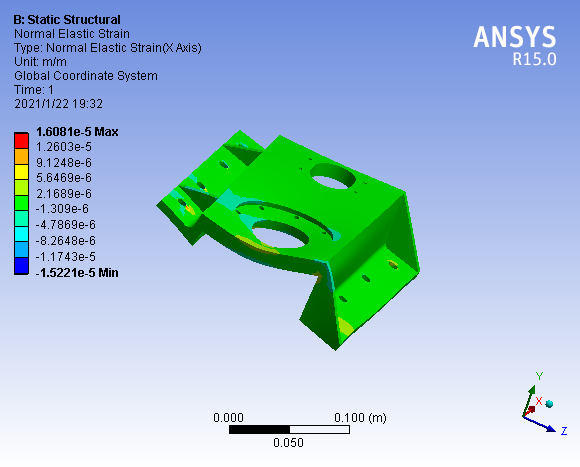 B: Static Structural
Normal Elastic Strain
Type: Normal Elastic Strain(X Axis)
Unit: m/m
Global Coordinate System
Time: 1
2021/1/22 19:32
ANSYS
R15.0
1.6081e-5 Max
1.2603e-5
9.1248e-6
5.6469e-6
2.1689e-6
-1.309e-6
-4.7869e-6
-8.2648e-6
-1.1743e-5
-1.5221e-5 Min
0.000
0.100 (m)
0.050
Y
X
Z